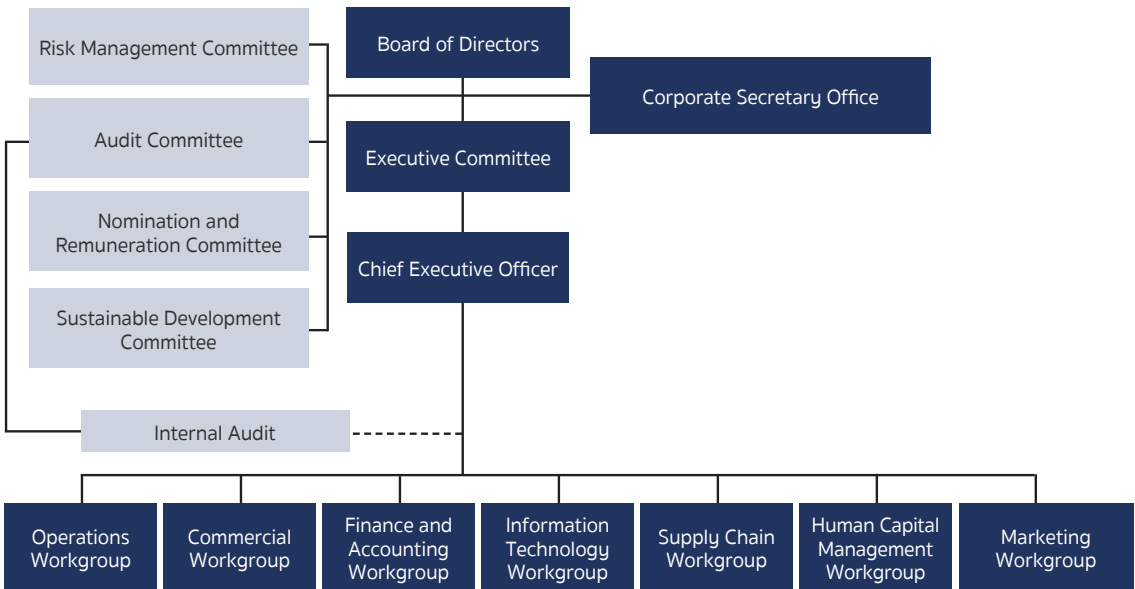 Risk Management Committee
Board of Directors
Corporate Secretary Office
Audit Committee
Executive Committee
Nomination and
Remuneration Committee
Chief Executive Officer
Sustainable Development
Committee
Internal Audit
Operations
Workgroup
Commercial
Workgroup
Finance and
Accounting
Workgroup
Information
Technology
Workgroup
Supply Chain
Workgroup
Human Capital
Management
Workgroup
Marketing
Workgroup